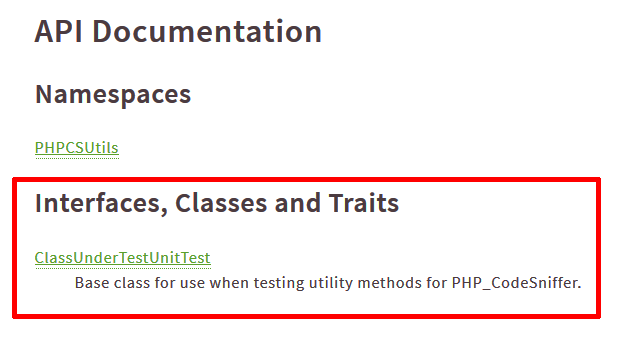 API Documentation
Namespaces
PHPCSUtils
Interfaces, Classes and Traits
ClassUnderTestUnitTest
Base class for use when testing utility methods for PHP_CodeSniffer.